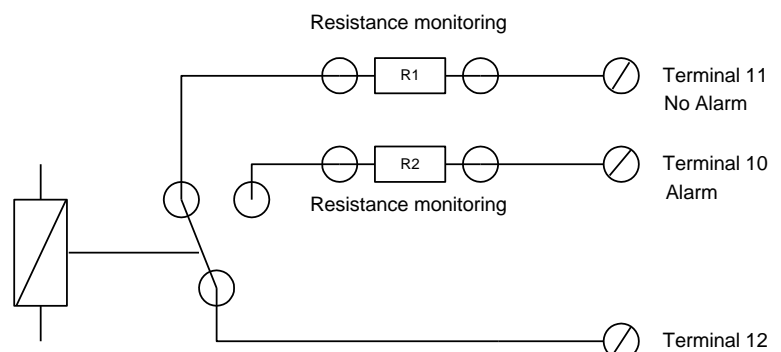 Resistance monitoring
R1
Terminal 11
No Alarm
R2
Terminal 10
Alarm
Resistance monitoring
Terminal 12